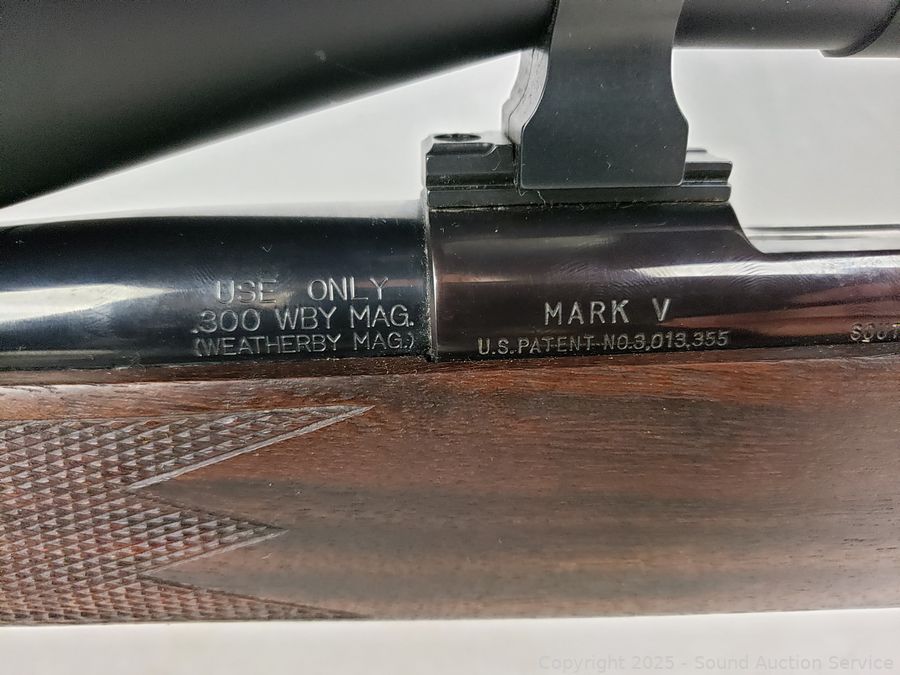 USE ONLY
.300 WBY MAG.
(WEATHERBY MAG.)
MARK V
U.S. PATENT NO. 3,013,355
Copyright © 2025 - Sound Auction Service